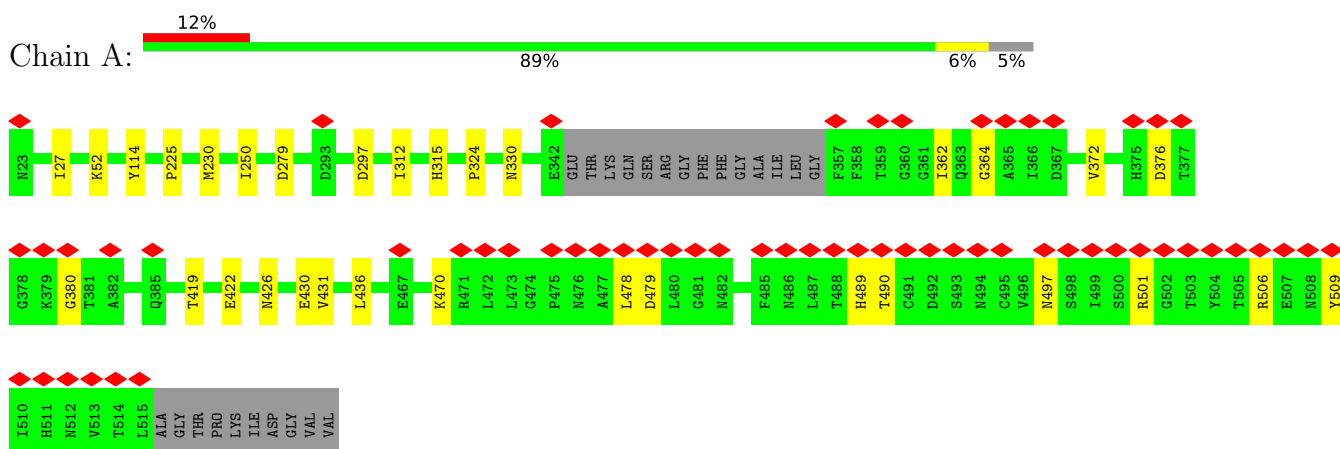 12%
Chain A:
89% 6% 5%
N23 I27 K52 Y114 P225 M230 I250 D279 D293 D297 I312 H315 P324 N330 E342 GLU THR LYS GLN SER ARG GLY PHE PHE GLY ALA ILE LEU GLY F357 F358 T359 G360 G361 I362 Q363 G364 A365 I366 D367 V372 H375 D376 T377
G378 K379 G380 T381 A382 Q385 T419 E422 N426 E430 V431 L436 E467 K470 R471 L472 L473 G474 P475 N476 A477 L478 D479 L480 G481 N482 F485 N486 L487 T488 H489 T490 C491 D492 S493 N494 C495 V496 N497 S498 I499 S500 R501 G502 T503 Y504 T505 R506 E507 N508 Y509
I510 H511 N512 V513 T514 L515 ALA GLY THR PRO LYS ILE ASP GLY VAL VAL